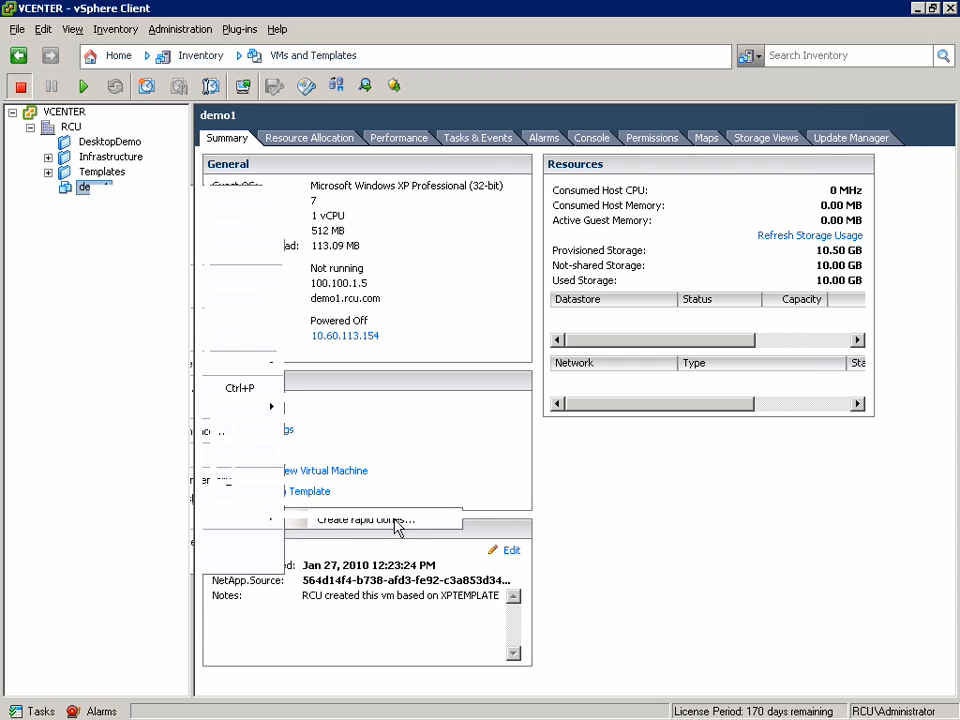 VCENTER - vSphere Client
File Edit View Inventory Administration Plug-ins Help
Home Inventory VMs and Templates Search Inventory
VCENTER
RCU
DesktopDemo
Infrastructure
Templates
demo1
Summary Resource Allocation Performance Tasks & Events Alarms Console Permissions Maps Storage Views Update Manager
General
Microsoft Windows XP Professional (32-bit)
7
1 vCPU
512 MB
ad: 113.09 MB
Not running
100.100.1.5
demo1.rcu.com
Powered Off
10.60.113.154
Ctrl+P
gs
ew Virtual Machine
Template
Create rapid clones...
Edit
ed: Jan 27, 2010 12:23:24 PM
NetApp.Source: 564d14f4-b738-afd3-fe92-c3a853d34...
Notes: RCU created this vm based on XPTEMPLATE
Resources
Consumed Host CPU: 0 MHz
Consumed Host Memory: 0.00 MB
Active Guest Memory: 0.00 MB
Refresh Storage Usage
Provisioned Storage: 10.50 GB
Not-shared Storage: 10.00 GB
Used Storage: 10.00 GB
Datastore Status Capacity
Network Type Sta
Tasks Alarms License Period: 170 days remaining RCU\Administrator